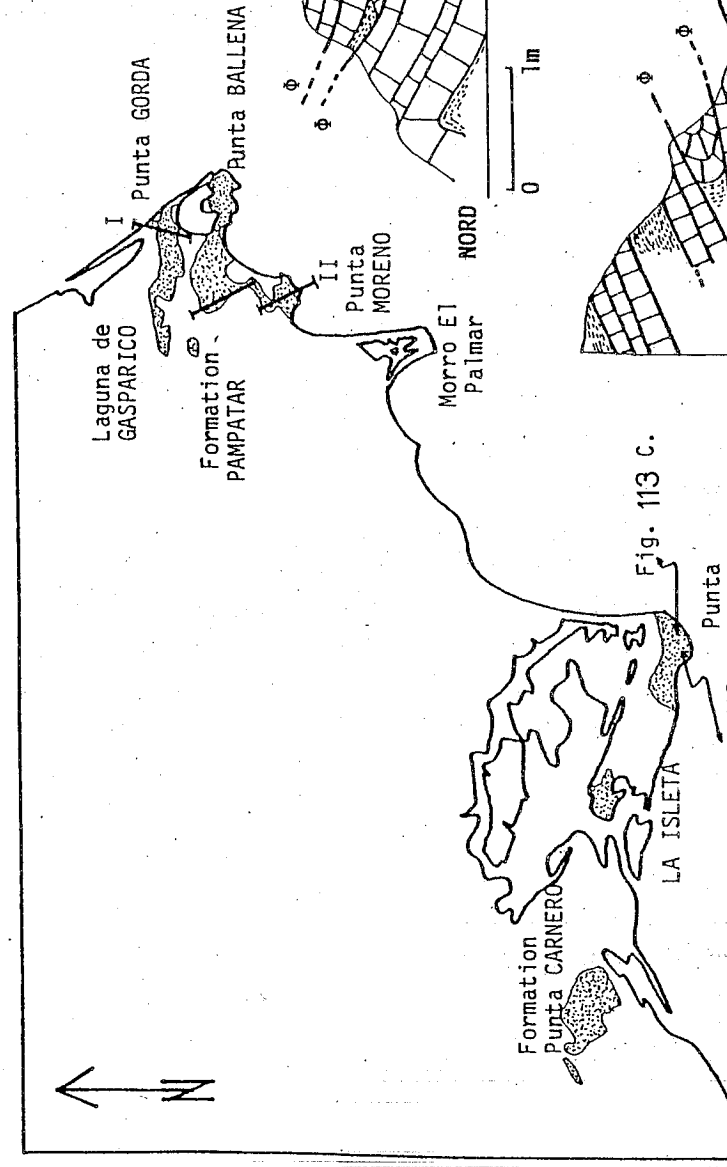 I
Punta GORDA
Punta BALLENA
Laguna de
GASPARICO
Formation
PAMPATAR
II
Punta
MORENO
Morro El
Palmar
NORD
0
1m
Φ
Φ
Φ
Φ
Fig. 113 C.
Punta
LA ISLETA
Formation
Punta CARNERO
N